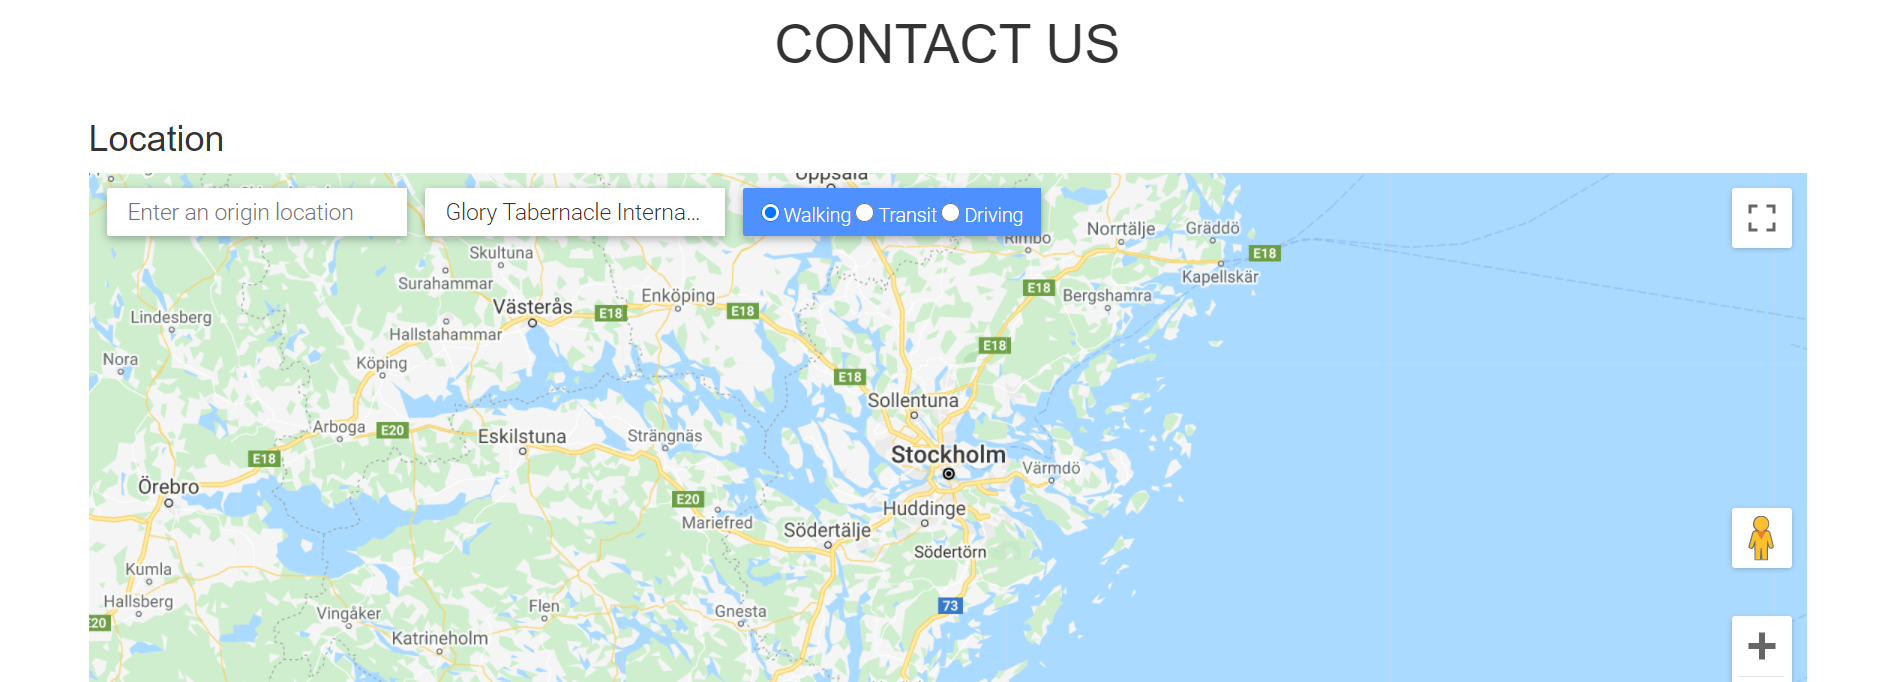 CONTACT US
Location
Enter an origin location
Glory Tabernacle Interna...
Walking Transit Driving
Uppsala
Rimbo
Norrtälje
Gräddö
E18
Kapellskär
Skultuna
Surahammar
Västerås
E18
Enköping
E18
E18
Bergshamra
Lindesberg
Hallstahammar
Nora
Köping
E18
E18
Sollentuna
Arboga
E20
Eskilstuna
Strängnäs
E18
Stockholm
Värmdö
Örebro
E20
Mariefred
Huddinge
Södertälje
Södertörn
Kumla
Hallsberg
E20
Vingåker
Flen
Gnesta
73
Katrineholm